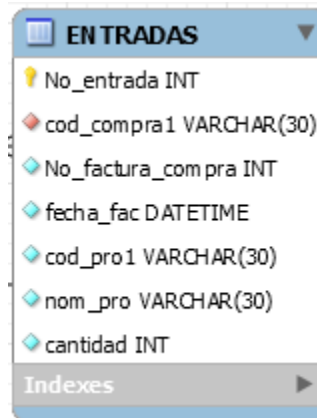 ENTRADAS
No_entrada INT
cod_compra1 VARCHAR(30)
No_factura_compra INT
fecha_fac DATETIME
cod_pro1 VARCHAR(30)
nom_pro VARCHAR(30)
cantidad INT
Indexes